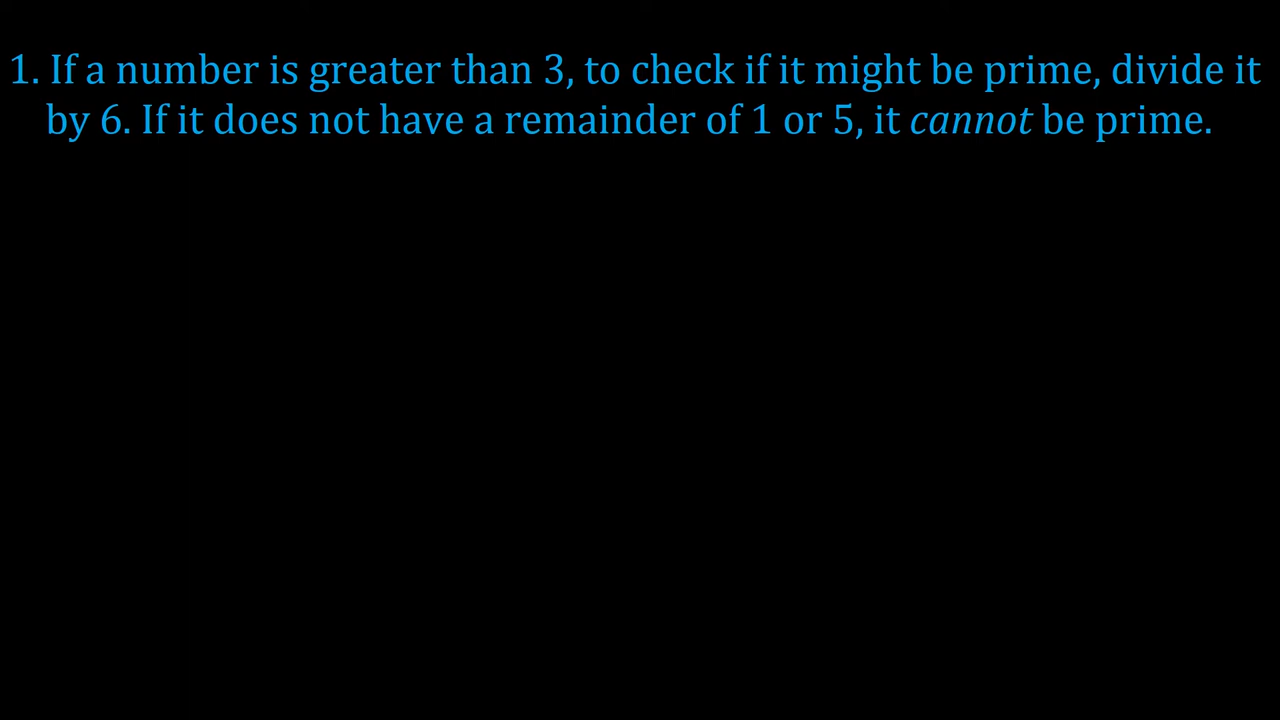 1. If a number is greater than 3, to check if it might be prime, divide it
by 6. If it does not have a remainder of 1 or 5, it cannot be prime.